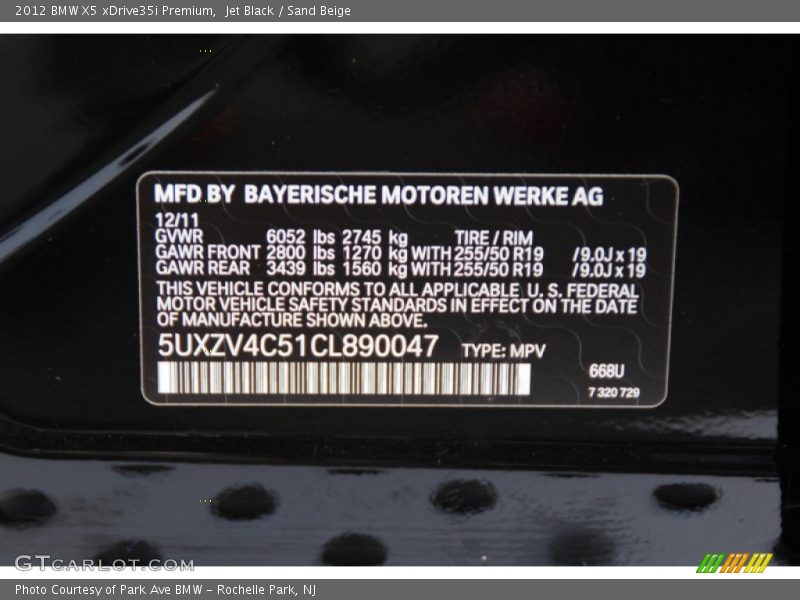 2012 BMW X5 xDrive35i Premium,  Jet Black / Sand Beige
MFD BY BAYERISCHE MOTOREN WERKE AG
12/11
GVWR 6052 lbs 2745 kg TIRE / RIM
GAWR FRONT 2800 lbs 1270 kg WITH 255/50 R19 /9.0J x 19
GAWR REAR 3439 lbs 1560 kg WITH 255/50 R19 /9.0J x 19
THIS VEHICLE CONFORMS TO ALL APPLICABLE U.S. FEDERAL
MOTOR VEHICLE SAFETY STANDARDS IN EFFECT ON THE DATE
OF MANUFACTURE SHOWN ABOVE.
5UXZV4C51CL890047 TYPE: MPV
668U
7 320 729
GTCARLOT.COM
Photo Courtesy of Park Ave BMW - Rochelle Park, NJ